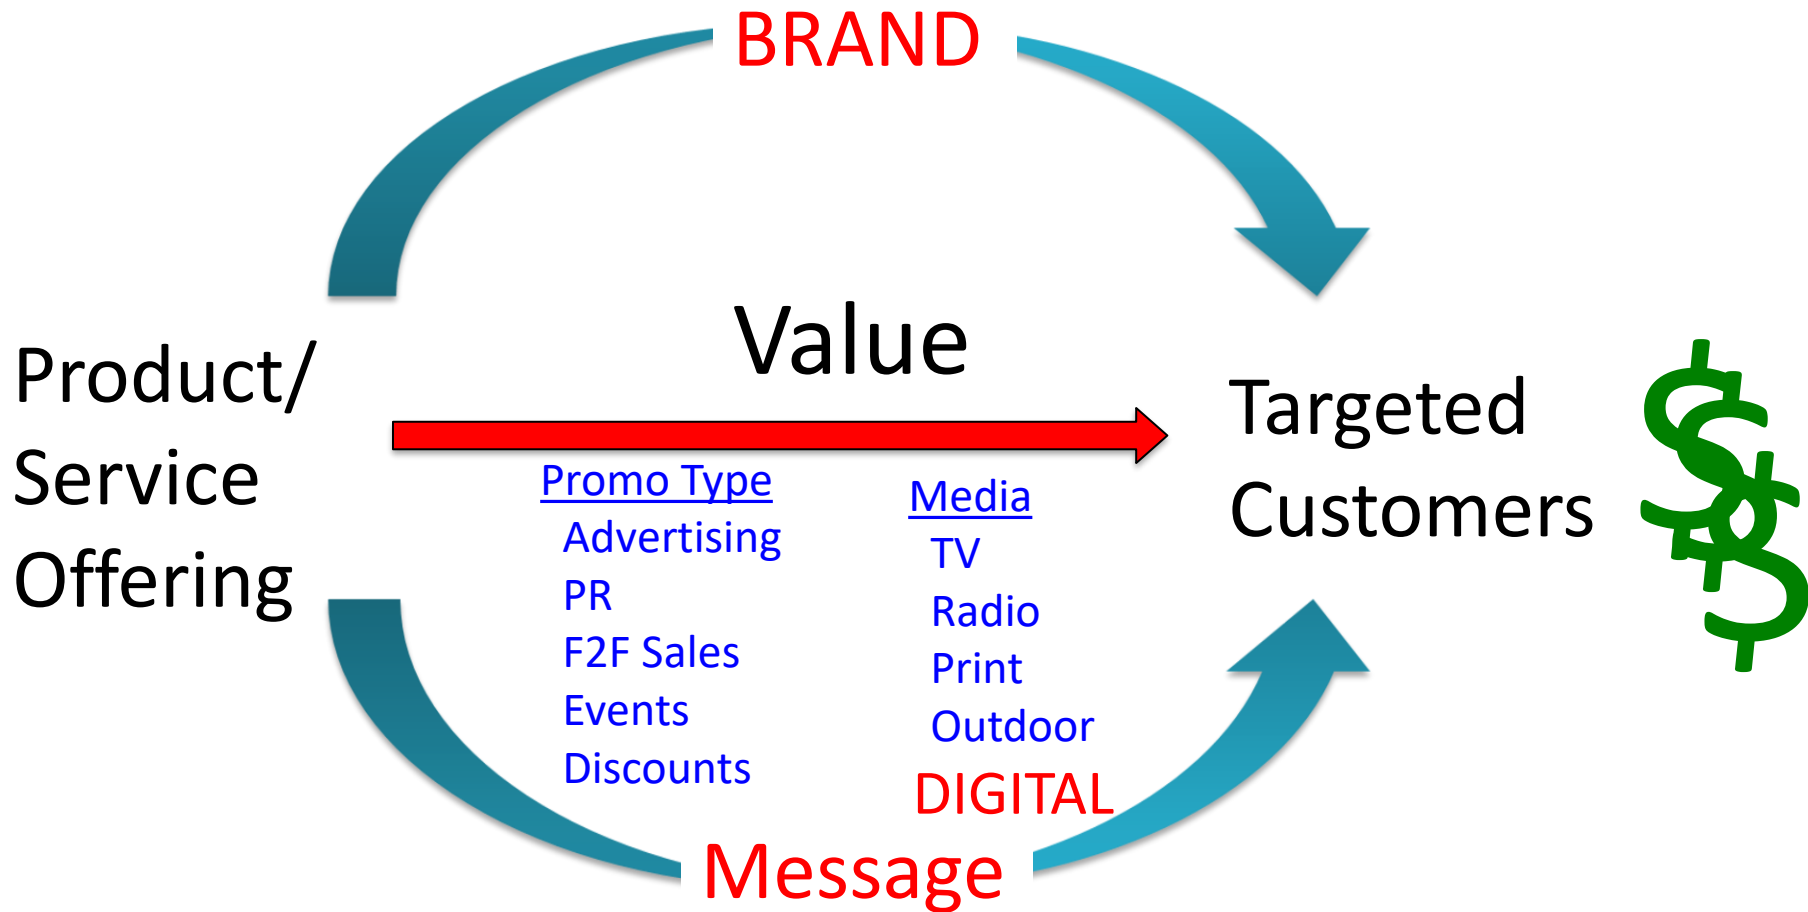 BRAND
Value
Product/
Service
Offering
Promo Type
Advertising
PR
F2F Sales
Events
Discounts
Media
TV
Radio
Print
Outdoor
DIGITAL
Message
Targeted
Customers
$
$
$